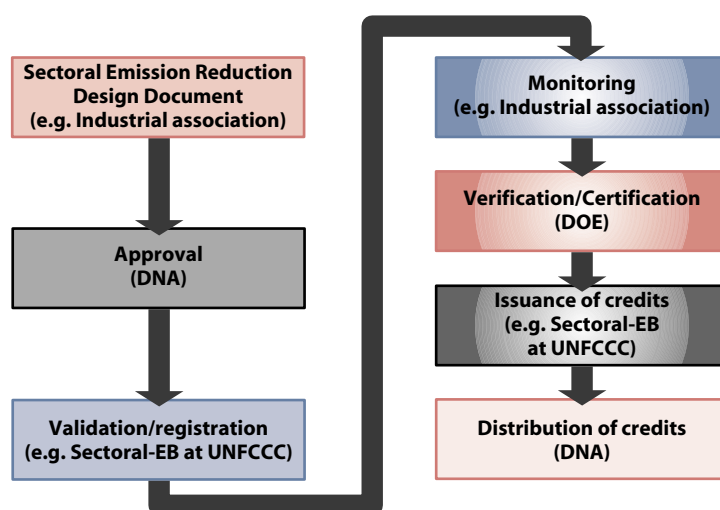 Sectoral Emission Reduction
Design Document
(e.g. Industrial association)
Approval
(DNA)
Validation/registration
(e.g. Sectoral-EB at UNFCCC)
Monitoring
(e.g. Industrial association)
Verification/Certification
(DOE)
Issuance of credits
(e.g. Sectoral-EB
at UNFCCC)
Distribution of credits
(DNA)